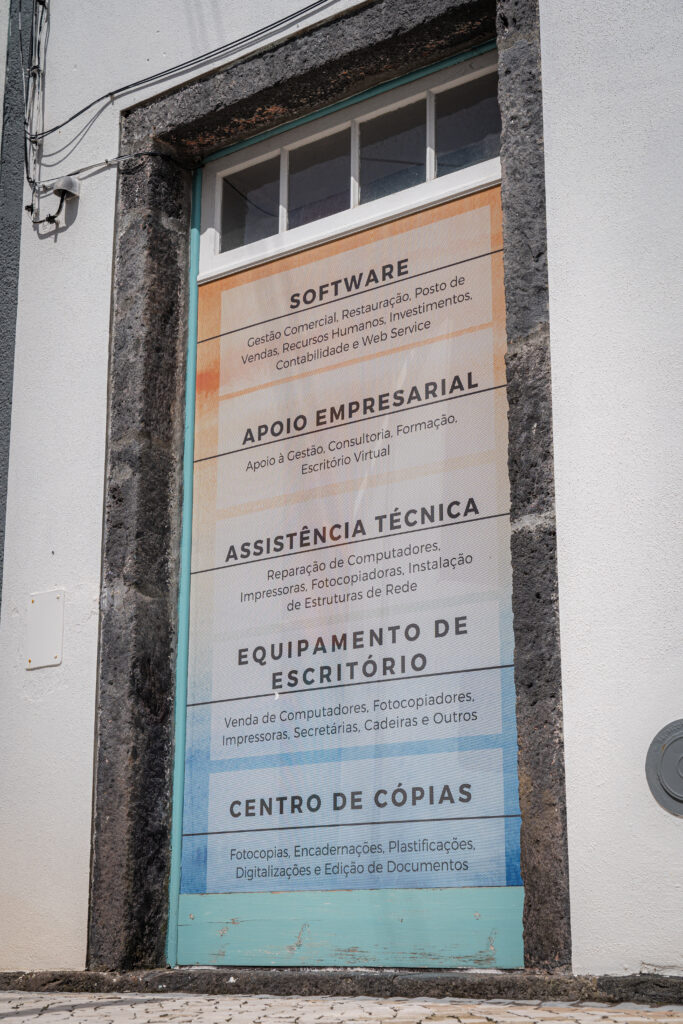 SOFTWARE
Gestão Comercial, Restauração, Posto de
Vendas, Recursos Humanos, Investimentos,
Contabilidade e Web Service
APOIO EMPRESARIAL
Apoio à Gestão, Consultoria, Formação,
Escritório Virtual
ASSISTÊNCIA TÉCNICA
Reparação de Computadores,
Impressoras, Fotocopiadoras, Instalação
de Estruturas de Rede
EQUIPAMENTO DE
ESCRITÓRIO
Venda de Computadores, Fotocopiadores,
Impressoras, Secretárias, Cadeiras e Outros
CENTRO DE CÓPIAS
Fotocopias, Encadernações, Plastificações,
Digitalizações e Edição de Documentos